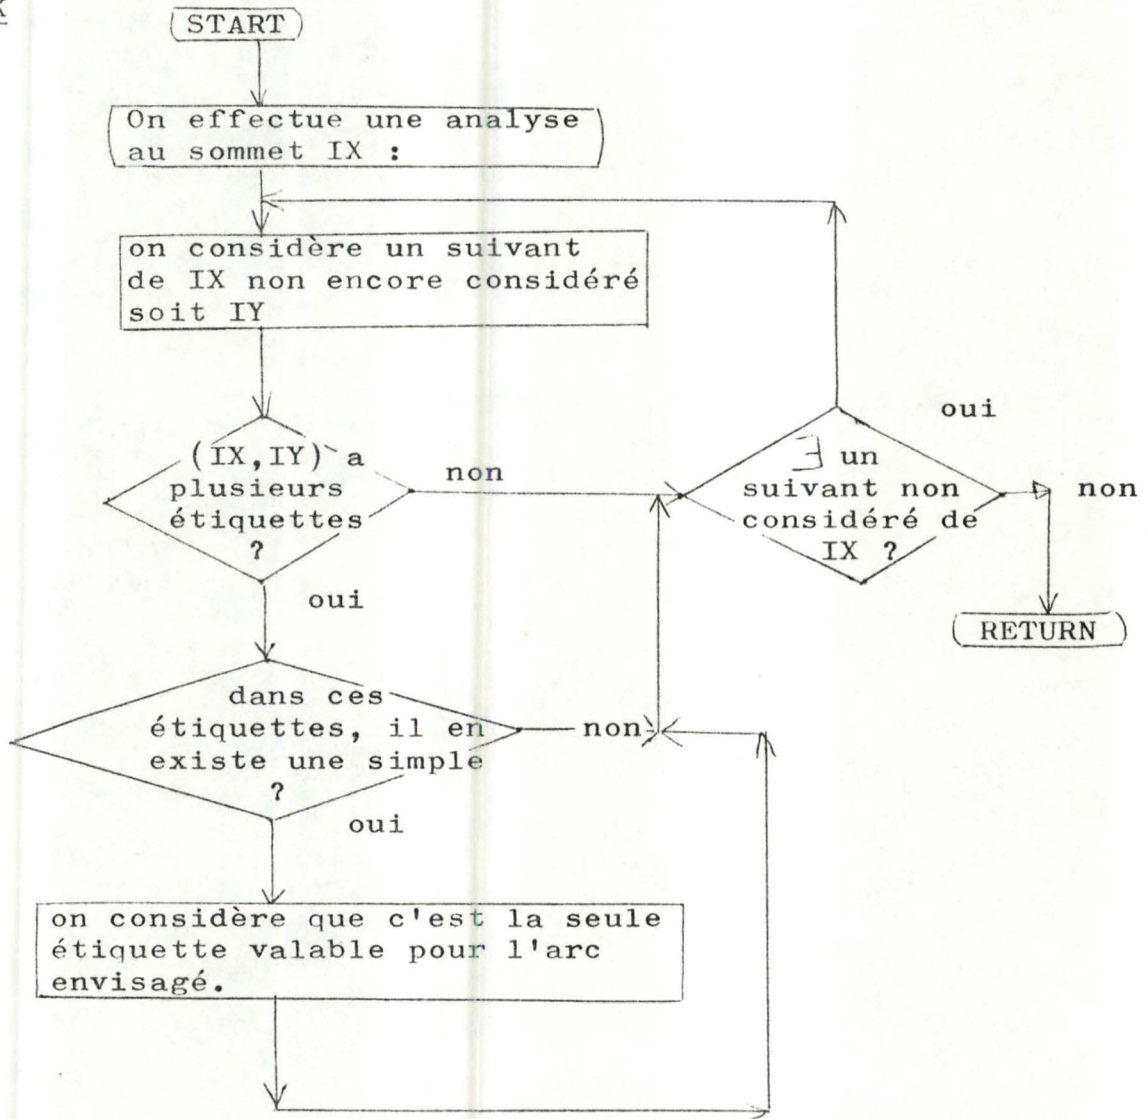 START
On effectue une analyse
au sommet IX :
on considère un suivant
de IX non encore considéré
soit IY
(IX,IY) a
plusieurs
étiquettes
?
non
oui
∃ un
suivant non
considéré de
IX ?
oui
non
RETURN
dans ces
étiquettes, il en
existe une simple
?
non
oui
on considère que c'est la seule
étiquette valable pour l'arc
envisagé.